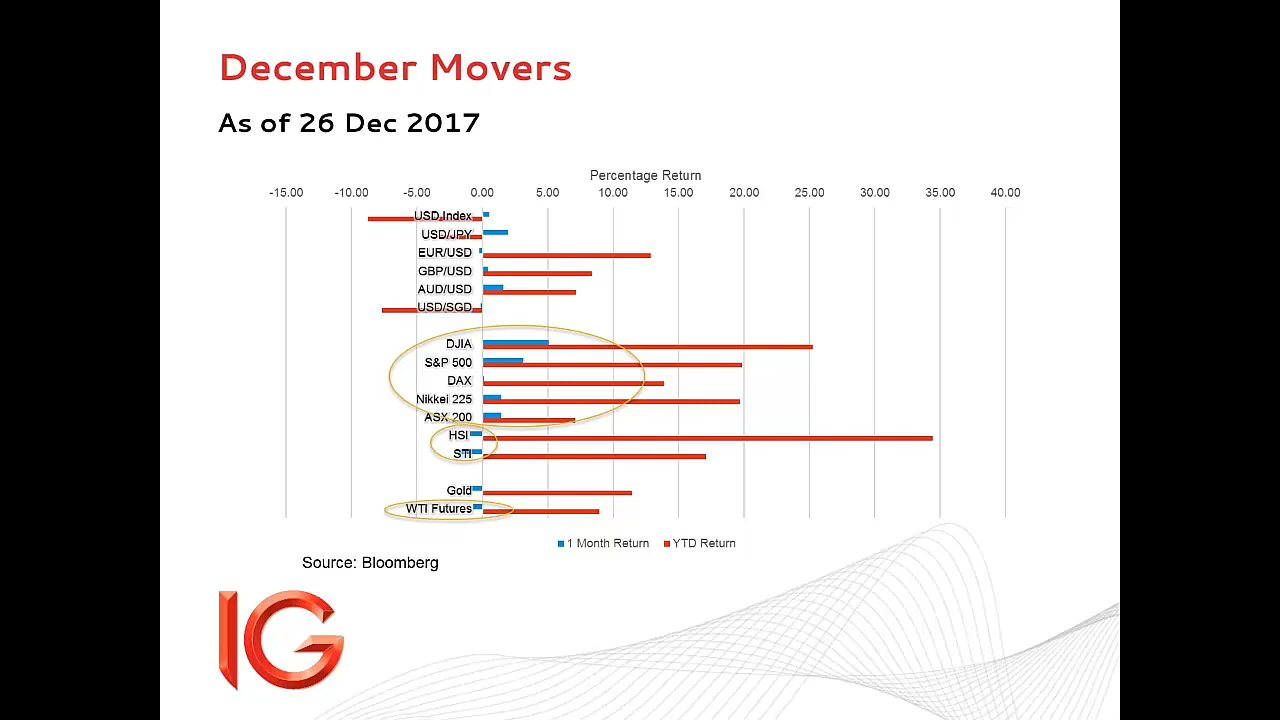 December Movers
As of 26 Dec 2017
Percentage Return
-15.00 -10.00 -5.00 0.00 5.00 10.00 15.00 20.00 25.00 30.00 35.00 40.00
USD Index
USD/JPY
EUR/USD
GBP/USD
AUD/USD
USD/SGD
DJIA
S&P 500
DAX
Nikkei 225
ASX 200
HSI
STI
Gold
WTI Futures
1 Month Return YTD Return
Source: Bloomberg
IG